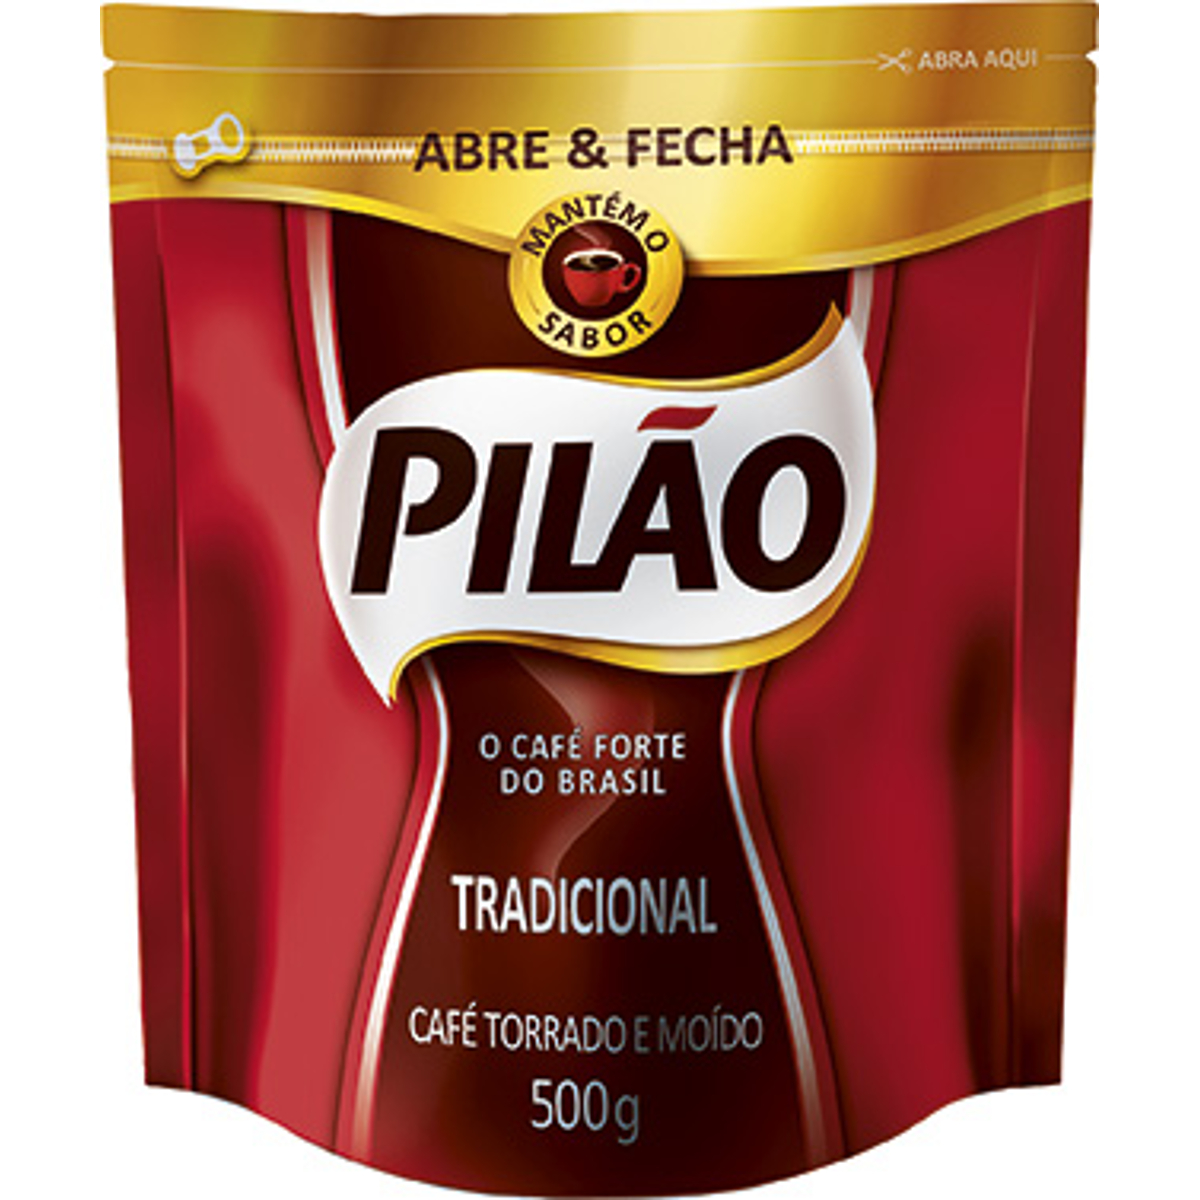 ABRA AQUI
ABRE & FECHA
MANTÉM O
SABOR
PILÃO
O CAFÉ FORTE
DO BRASIL
TRADICIONAL
CAFÉ TORRADO E MOÍDO
500g